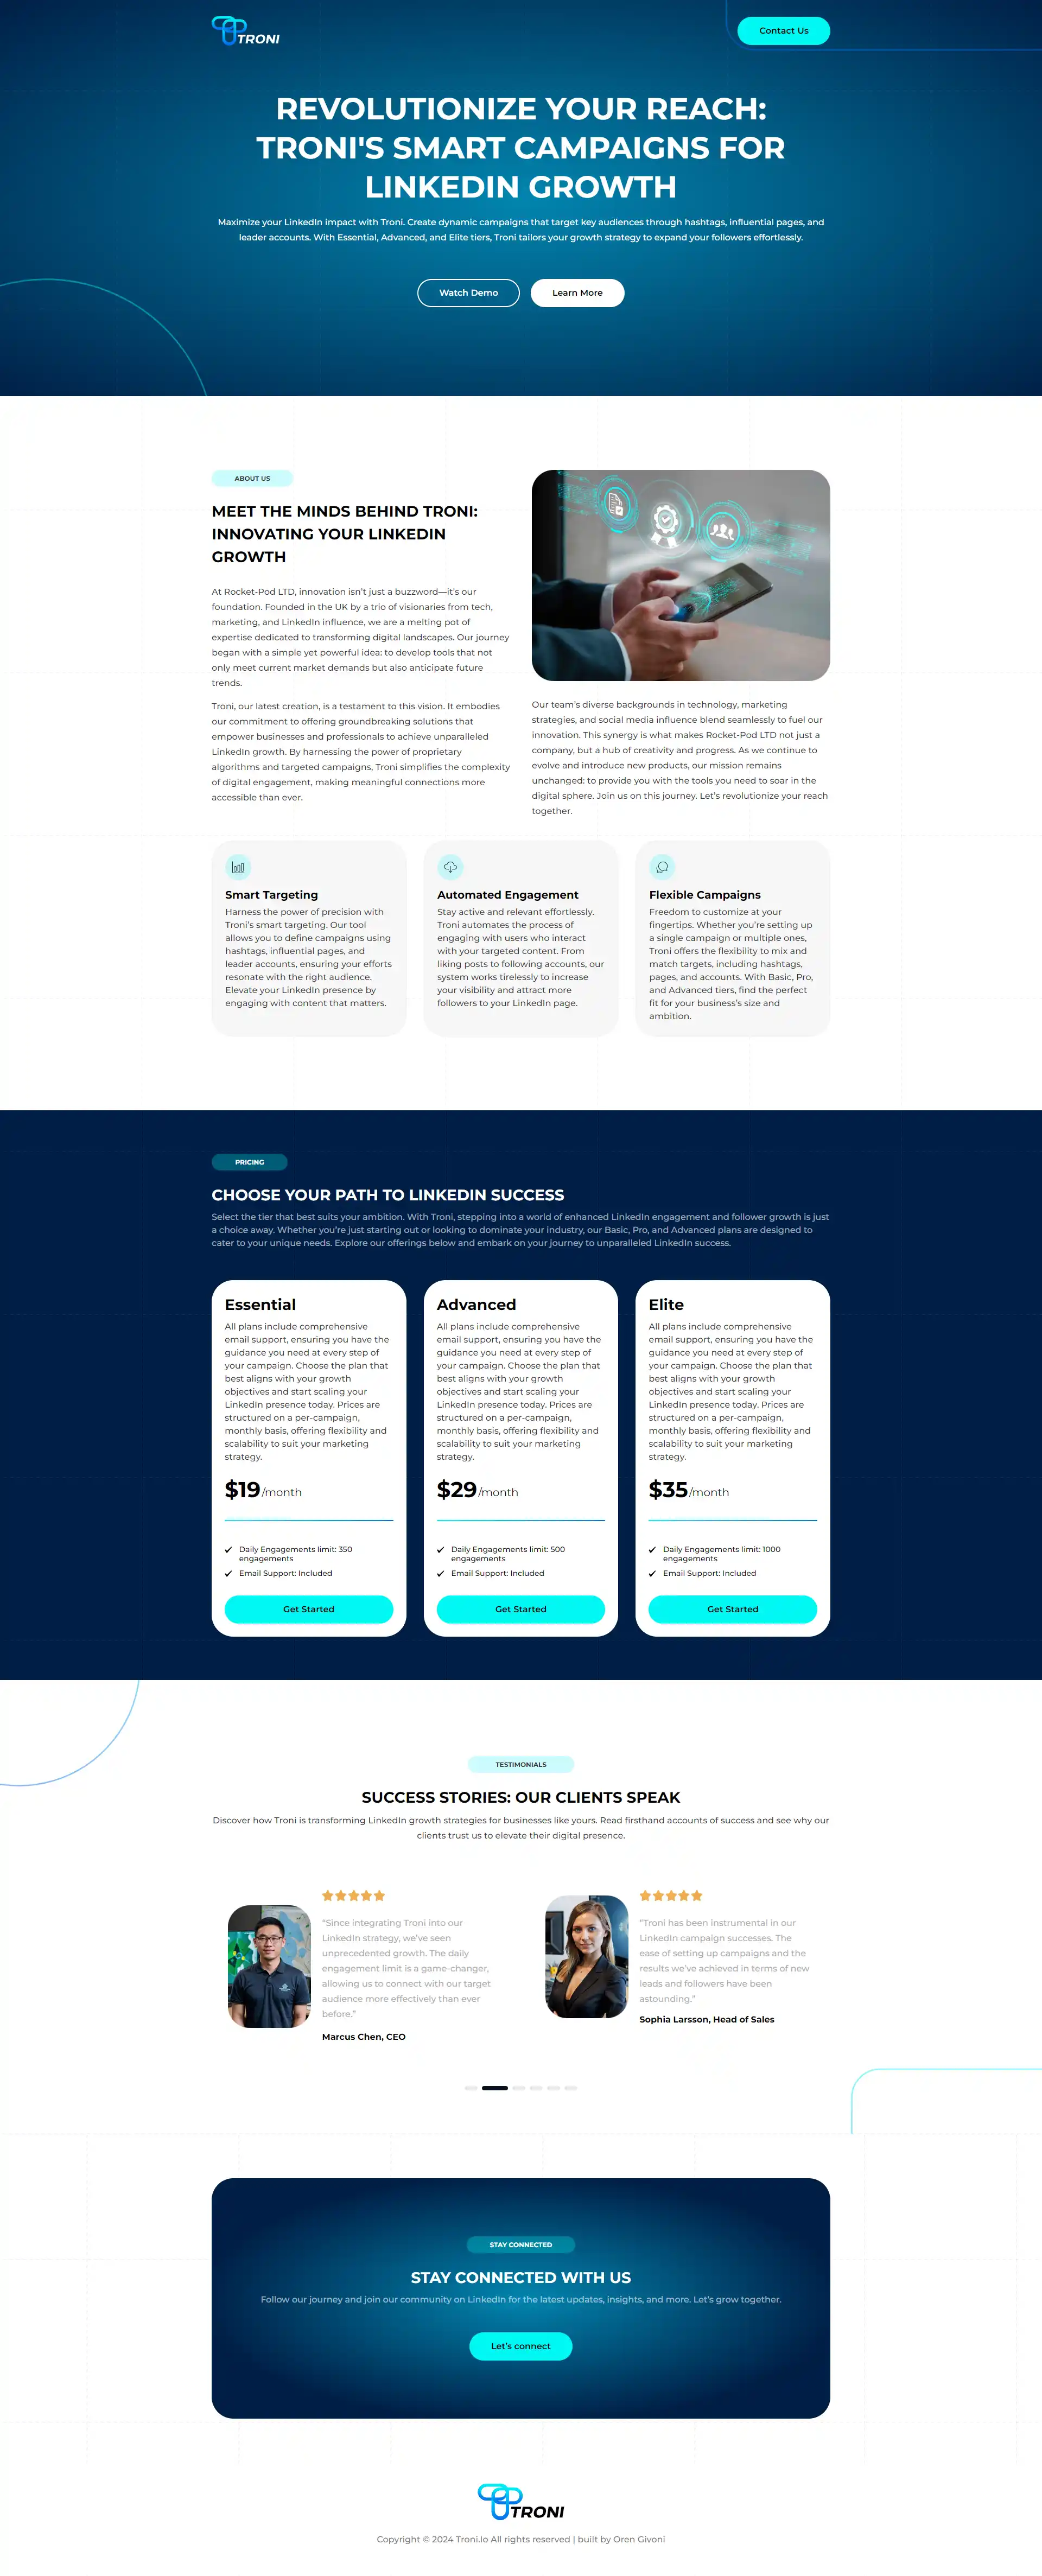 TRONI
Contact Us
REVOLUTIONIZE YOUR REACH:
TRONI'S SMART CAMPAIGNS FOR
LINKEDIN GROWTH
Maximize your LinkedIn impact with Troni. Create dynamic campaigns that target key audiences through hashtags, influential pages, and
leader accounts. With Essential, Advanced, and Elite tiers, Troni tailors your growth strategy to expand your followers effortlessly.
Watch Demo
Learn More
ABOUT US
MEET THE MINDS BEHIND TRONI:
INNOVATING YOUR LINKEDIN
GROWTH
At Rocket-Pod LTD, innovation isn’t just a buzzword—it’s our
foundation. Founded in the UK by a trio of visionaries from tech,
marketing, and LinkedIn influence, we are a melting pot of
expertise dedicated to transforming digital landscapes. Our journey
began with a simple yet powerful idea: to develop tools that not
only meet current market demands but also anticipate future
trends.
Troni, our latest creation, is a testament to this vision. It embodies
our commitment to offering groundbreaking solutions that
empower businesses and professionals to achieve unparalleled
LinkedIn growth. By harnessing the power of proprietary
algorithms and targeted campaigns, Troni simplifies the complexity
of digital engagement, making meaningful connections more
accessible than ever.
Our team’s diverse backgrounds in technology, marketing
strategies, and social media influence blend seamlessly to fuel our
innovation. This synergy is what makes Rocket-Pod LTD not just a
company, but a hub of creativity and progress. As we continue to
evolve and introduce new products, our mission remains
unchanged: to provide you with the tools you need to soar in the
digital sphere. Join us on this journey. Let’s revolutionize your reach
together.
Smart Targeting
Harness the power of precision with
Troni’s smart targeting. Our tool
allows you to define campaigns using
hashtags, influential pages, and
leader accounts, ensuring your efforts
resonate with the right audience.
Elevate your LinkedIn presence by
engaging with content that matters.
Automated Engagement
Stay active and relevant effortlessly.
Troni automates the process of
engaging with users who interact
with your targeted content. From
liking posts to following accounts, our
system works tirelessly to increase
your visibility and attract more
followers to your LinkedIn page.
Flexible Campaigns
Freedom to customize at your
fingertips. Whether you’re setting up
a single campaign or multiple ones,
Troni offers the flexibility to mix and
match targets, including hashtags,
pages, and accounts. With Basic, Pro,
and Advanced tiers, find the perfect
fit for your business’s size and
ambition.
PRICING
CHOOSE YOUR PATH TO LINKEDIN SUCCESS
Select the tier that best suits your ambition. With Troni, stepping into a world of enhanced LinkedIn engagement and follower growth is just
a choice away. Whether you’re just starting out or looking to dominate your industry, our Basic, Pro, and Advanced plans are designed to
cater to your unique needs. Explore our offerings below and embark on your journey to unparalleled LinkedIn success.
Essential
All plans include comprehensive
email support, ensuring you have the
guidance you need at every step of
your campaign. Choose the plan that
best aligns with your growth
objectives and start scaling your
LinkedIn presence today. Prices are
structured on a per-campaign,
monthly basis, offering flexibility and
scalability to suit your marketing
strategy.
$19/month
Daily Engagements limit: 350
engagements
Email Support: Included
Get Started
Advanced
All plans include comprehensive
email support, ensuring you have the
guidance you need at every step of
your campaign. Choose the plan that
best aligns with your growth
objectives and start scaling your
LinkedIn presence today. Prices are
structured on a per-campaign,
monthly basis, offering flexibility and
scalability to suit your marketing
strategy.
$29/month
Daily Engagements limit: 500
engagements
Email Support: Included
Get Started
Elite
All plans include comprehensive
email support, ensuring you have the
guidance you need at every step of
your campaign. Choose the plan that
best aligns with your growth
objectives and start scaling your
LinkedIn presence today. Prices are
structured on a per-campaign,
monthly basis, offering flexibility and
scalability to suit your marketing
strategy.
$35/month
Daily Engagements limit: 1000
engagements
Email Support: Included
Get Started
TESTIMONIALS
SUCCESS STORIES: OUR CLIENTS SPEAK
Discover how Troni is transforming LinkedIn growth strategies for businesses like yours. Read firsthand accounts of success and see why our
clients trust us to elevate their digital presence.
“Since integrating Troni into our
LinkedIn strategy, we’ve seen
unprecedented growth. The daily
engagement limit is a game-changer,
allowing us to connect with our target
audience more effectively than ever
before.”
Marcus Chen, CEO
“Troni has been instrumental in our
LinkedIn campaign successes. The
ease of setting up campaigns and the
results we’ve achieved in terms of new
leads and followers have been
astounding.”
Sophia Larsson, Head of Sales
STAY CONNECTED
STAY CONNECTED WITH US
Follow our journey and join our community on LinkedIn for the latest updates, insights, and more. Let’s grow together.
Let’s connect
TRONI
Copyright © 2024 Troni.Io All rights reserved | built by Oren Givoni